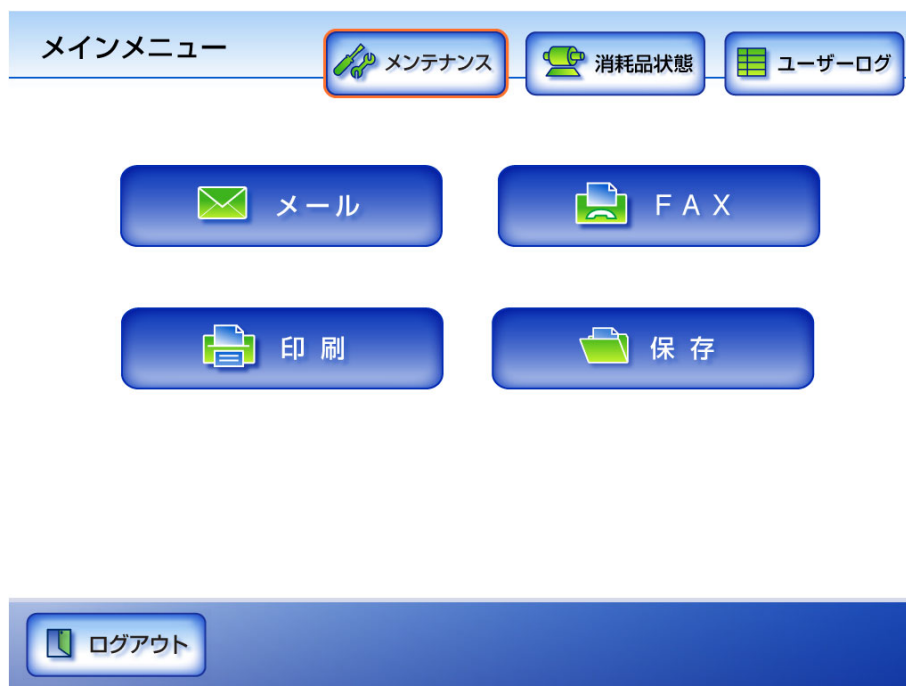 メインメニュー
メンテナンス
消耗品状態
ユーザーログ
メール
FAX
印刷
保存
ログアウト